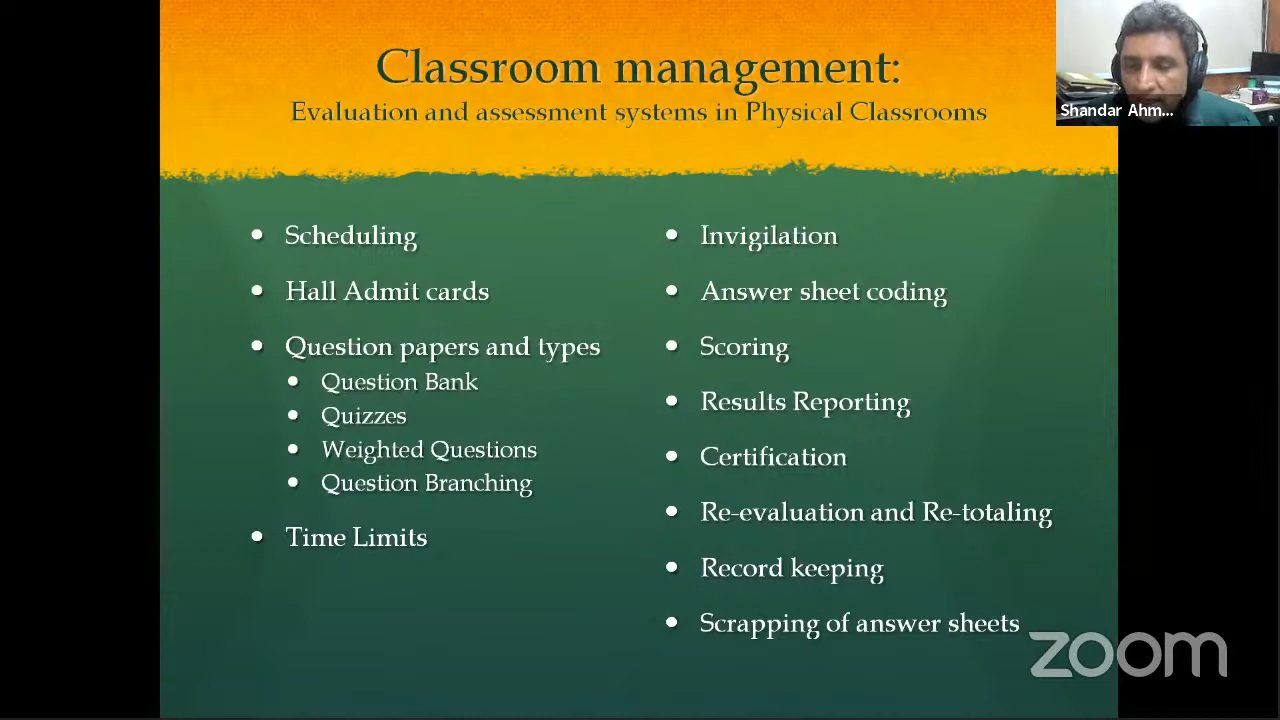 Classroom management:
Evaluation and assessment systems in Physical Classrooms
Shandar Ahm...
Scheduling
Hall Admit cards
Question papers and types
Question Bank
Quizzes
Weighted Questions
Question Branching
Time Limits
Invigilation
Answer sheet coding
Scoring
Results Reporting
Certification
Re-evaluation and Re-totaling
Record keeping
Scrapping of answer sheets
zoom